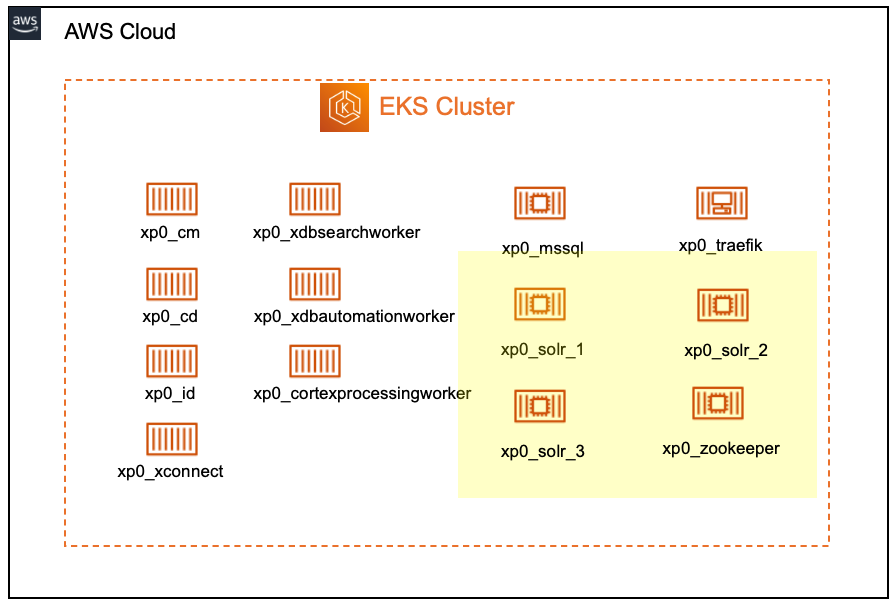 aws
AWS Cloud
K
EKS Cluster
xp0_cm
xp0_xdbsearchworker
xp0_mssql
xp0_traefik
xp0_cd
xp0_xdbautomationworker
xp0_solr_1
xp0_solr_2
xp0_id
xp0_cortexprocessingworker
xp0_solr_3
xp0_zookeeper
xp0_xconnect